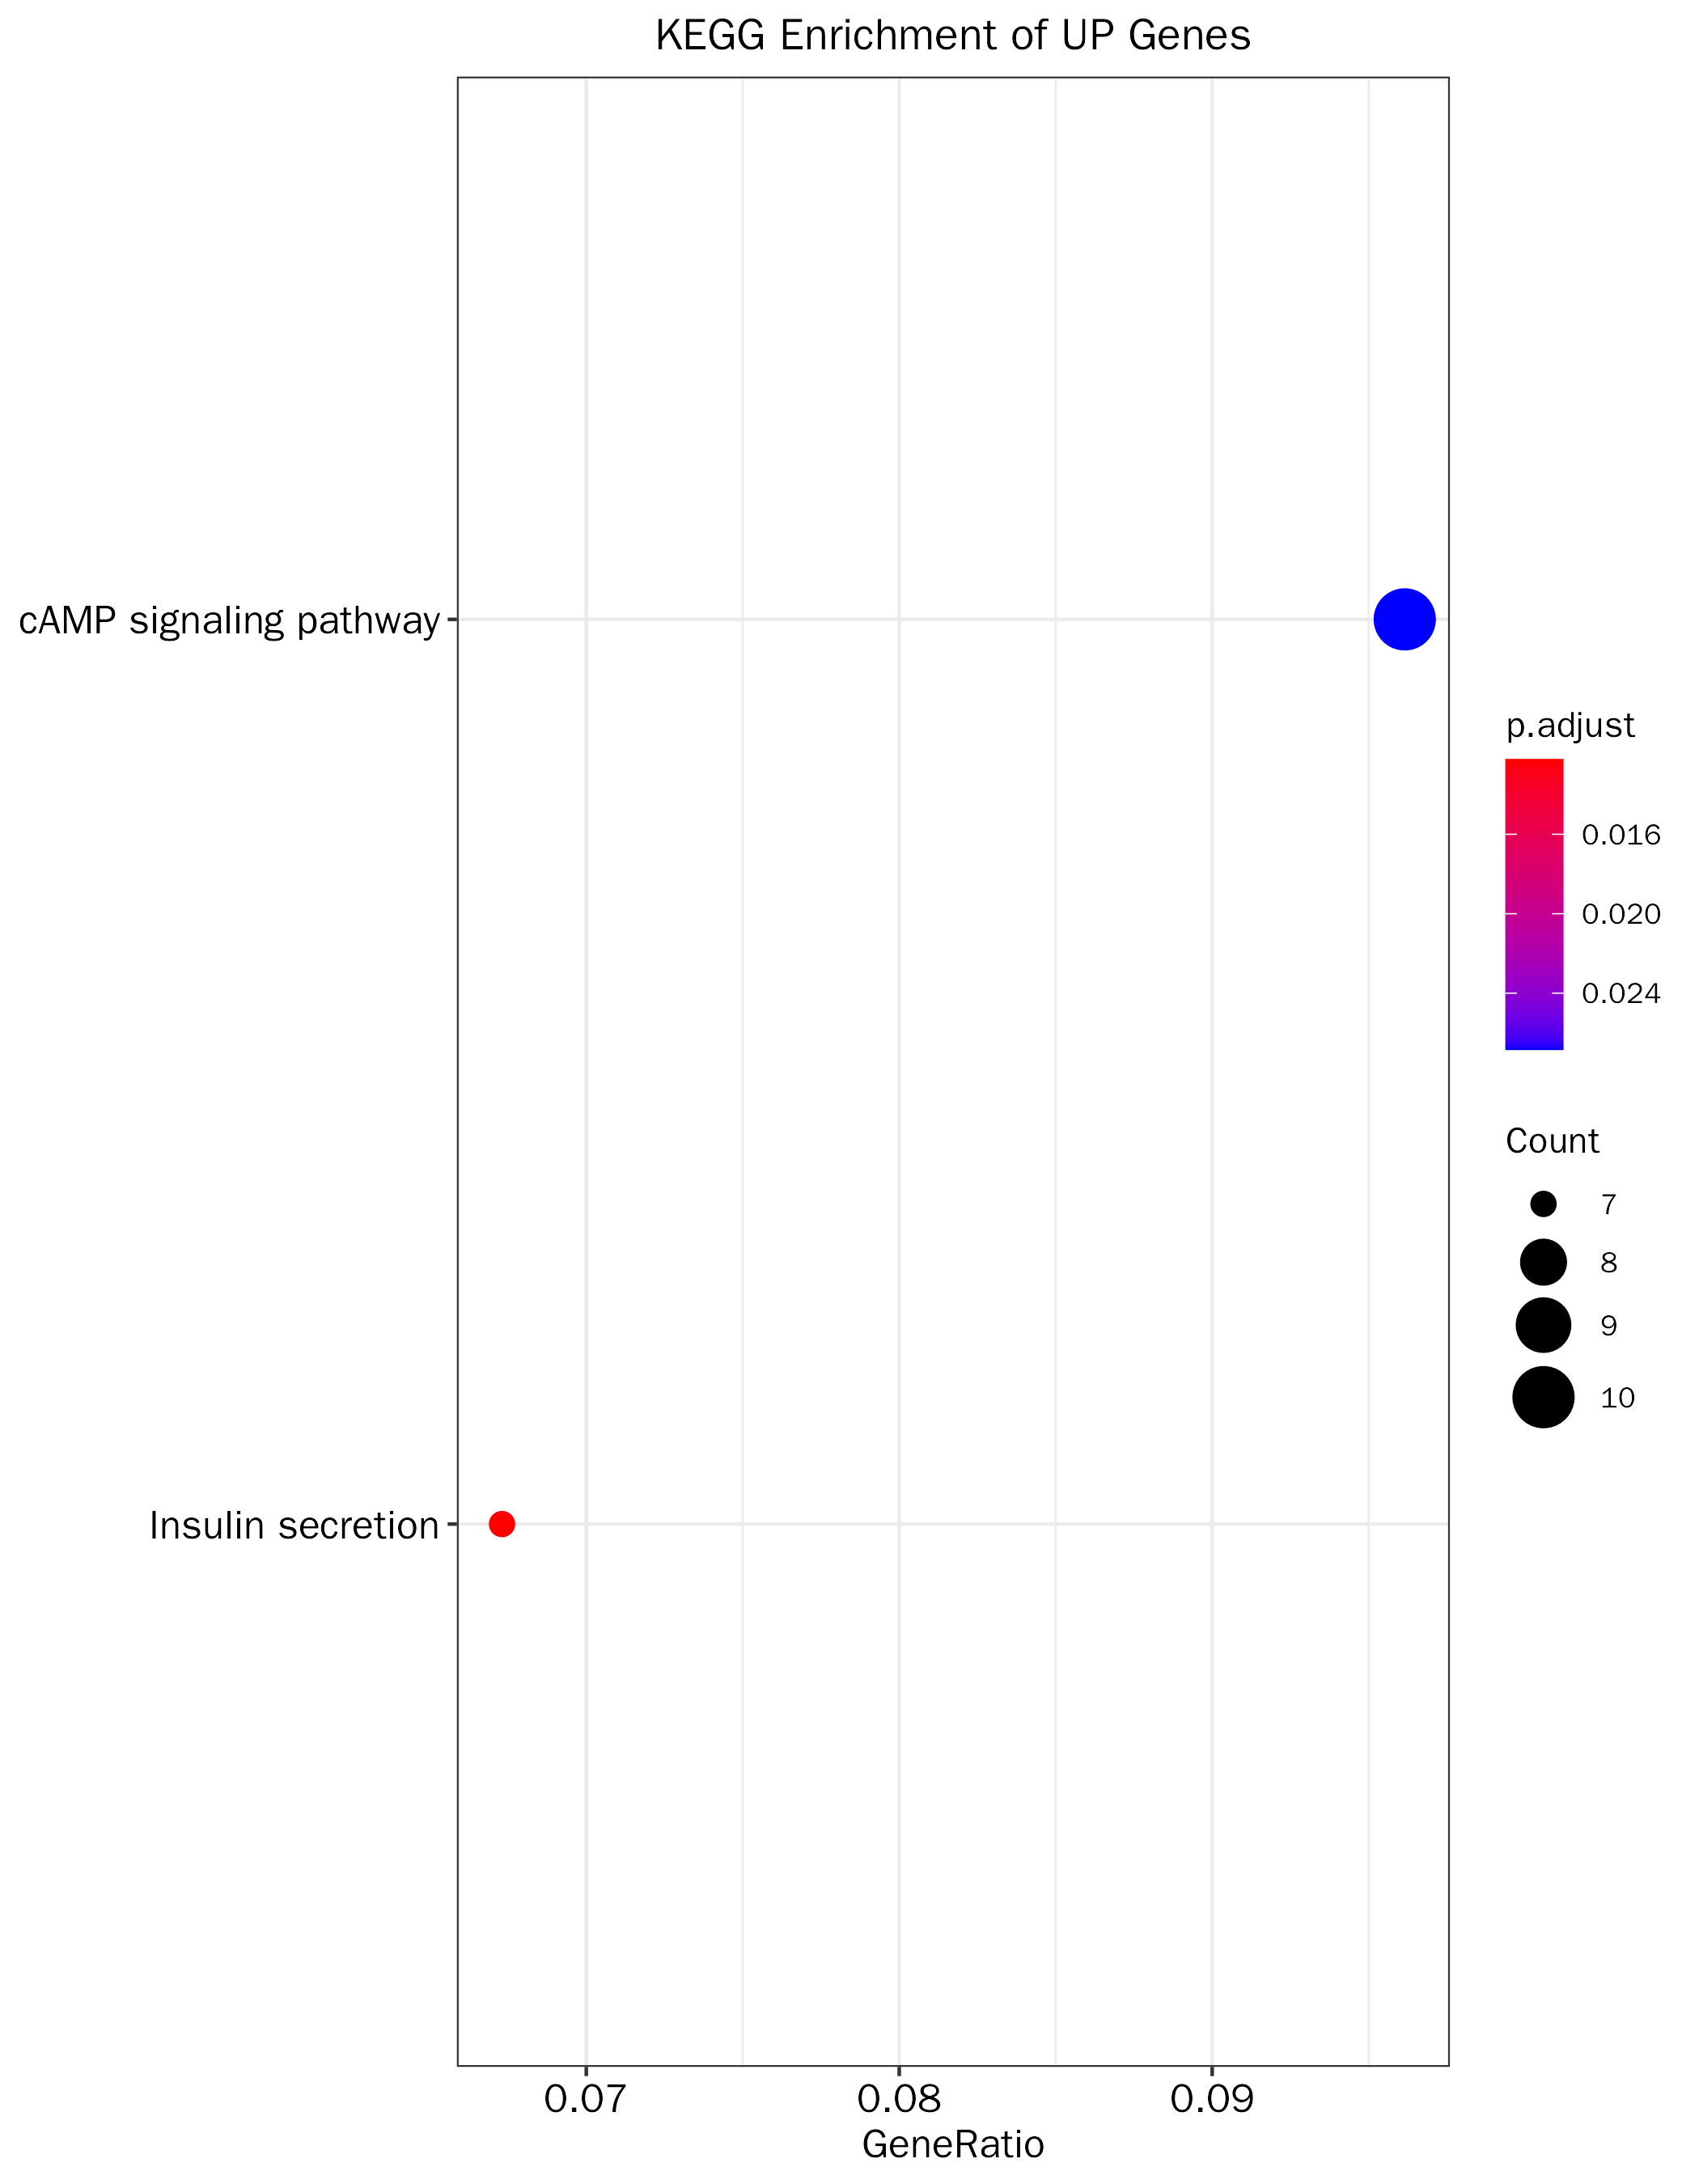 KEGG Enrichment of UP Genes
cAMP signaling pathway
Insulin secretion
0.07
0.08
0.09
GeneRatio
p.adjust
0.016
0.020
0.024
Count
7
8
9
10